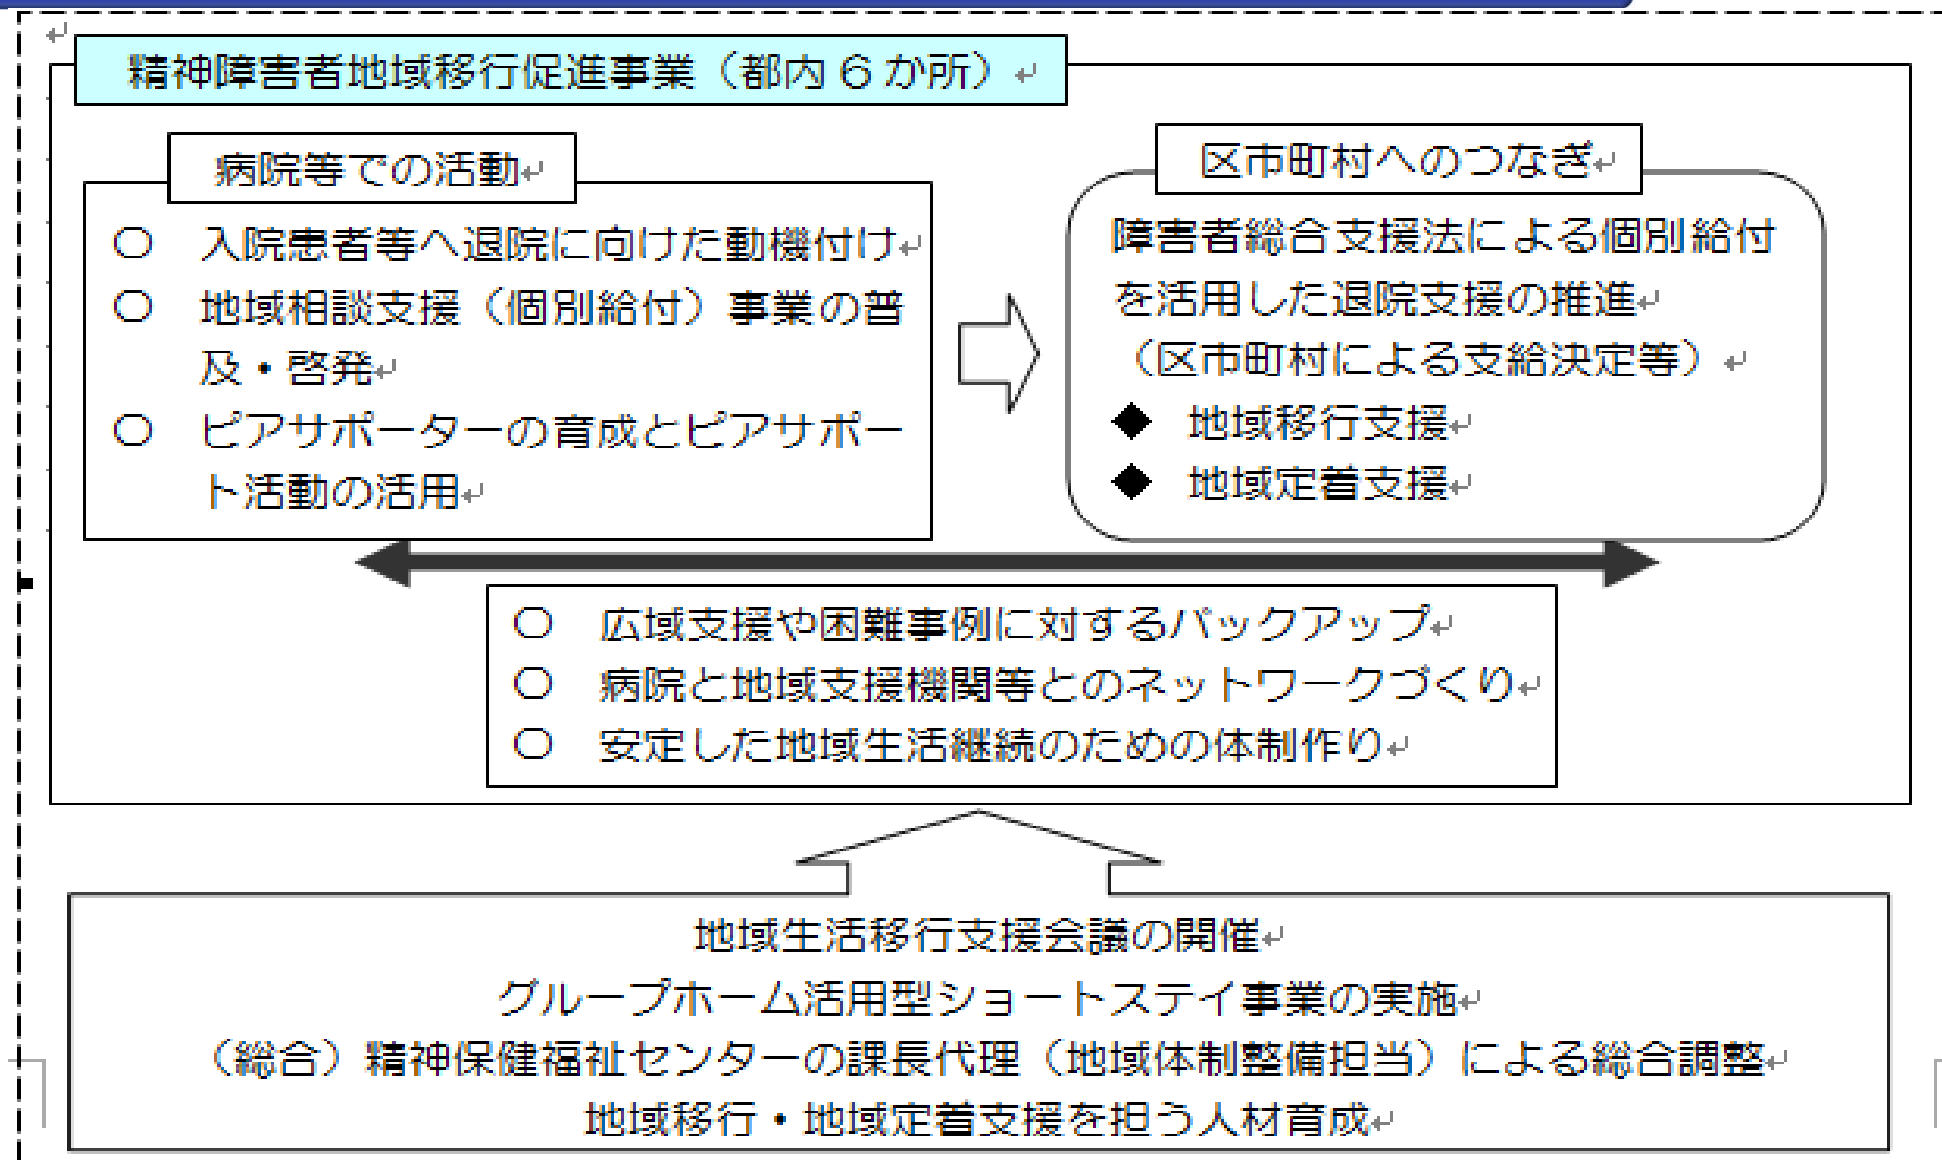 精神障害者地域移行促進事業（都内６か所）
病院等での活動
○　入院患者等へ退院に向けた動機付け
○　地域相談支援（個別給付）事業の普
及・啓発
○　ピアサポーターの育成とピアサポー
ト活動の活用
区市町村へのつなぎ
障害者総合支援法による個別給付
を活用した退院支援の推進
（区市町村による支給決定等）
◆　地域移行支援
◆　地域定着支援
○　広域支援や困難事例に対するバックアップ
○　病院と地域支援機関等とのネットワークづくり
○　安定した地域生活継続のための体制作り
地域生活移行支援会議の開催
グループホーム活用型ショートステイ事業の実施
（総合）精神保健福祉センターの課長代理（地域体制整備担当）による総合調整
地域移行・地域定着支援を担う人材育成